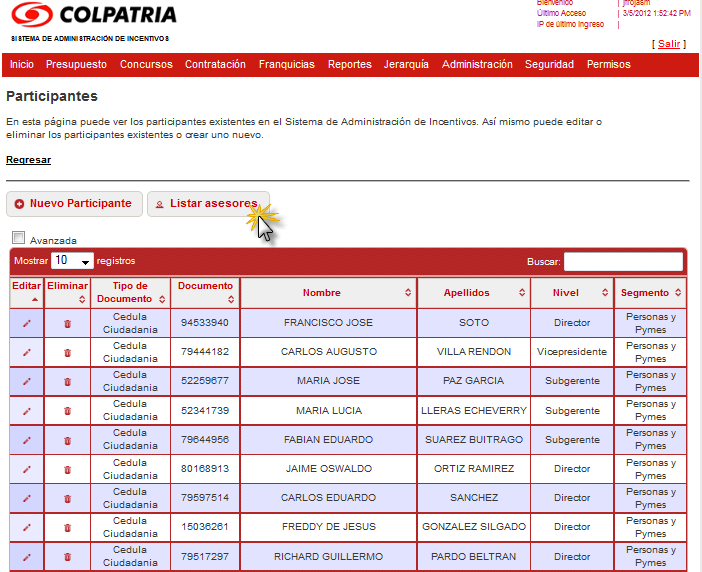 Bienvenido | jfrojasm
COLPATRIA
Último Acceso | 3/5/2012 1:52:42 PM
IP de último Ingreso |
SISTEMA DE ADMINISTRACIÓN DE INCENTIVOS
[ Salir ]
Inicio Presupuesto Concursos Contratación Franquicias Reportes Jerarquía Administración Seguridad Permisos
Participantes
En esta página puede ver los participantes existentes en el Sistema de Administración de Incentivos. Así mismo puede editar o
eliminar los participantes existentes o crear uno nuevo.
Regresar
Nuevo Participante Listar asesores
Avanzada
Mostrar 10 registros Buscar:
Editar Eliminar Tipo de Documento Documento Nombre Apellidos Nivel Segmento
Cedula Ciudadania 94533940 FRANCISCO JOSE SOTO Director Personas y Pymes
Cedula Ciudadania 79444182 CARLOS AUGUSTO VILLA RENDON Vicepresidente Personas y Pymes
Cedula Ciudadania 52259677 MARIA JOSE PAZ GARCIA Subgerente Personas y Pymes
Cedula Ciudadania 52341739 MARIA LUCIA LLERAS ECHEVERRY Subgerente Personas y Pymes
Cedula Ciudadania 79644956 FABIAN EDUARDO SUAREZ BUITRAGO Subgerente Personas y Pymes
Cedula Ciudadania 80168913 JAIME OSWALDO ORTIZ RAMIREZ Director Personas y Pymes
Cedula Ciudadania 79597514 CARLOS EDUARDO SANCHEZ Director Personas y Pymes
Cedula Ciudadania 15036261 FREDDY DE JESUS GONZALEZ SILGADO Director Personas y Pymes
Cedula Ciudadania 79517297 RICHARD GUILLERMO PARDO BELTRAN Director Personas y Pymes